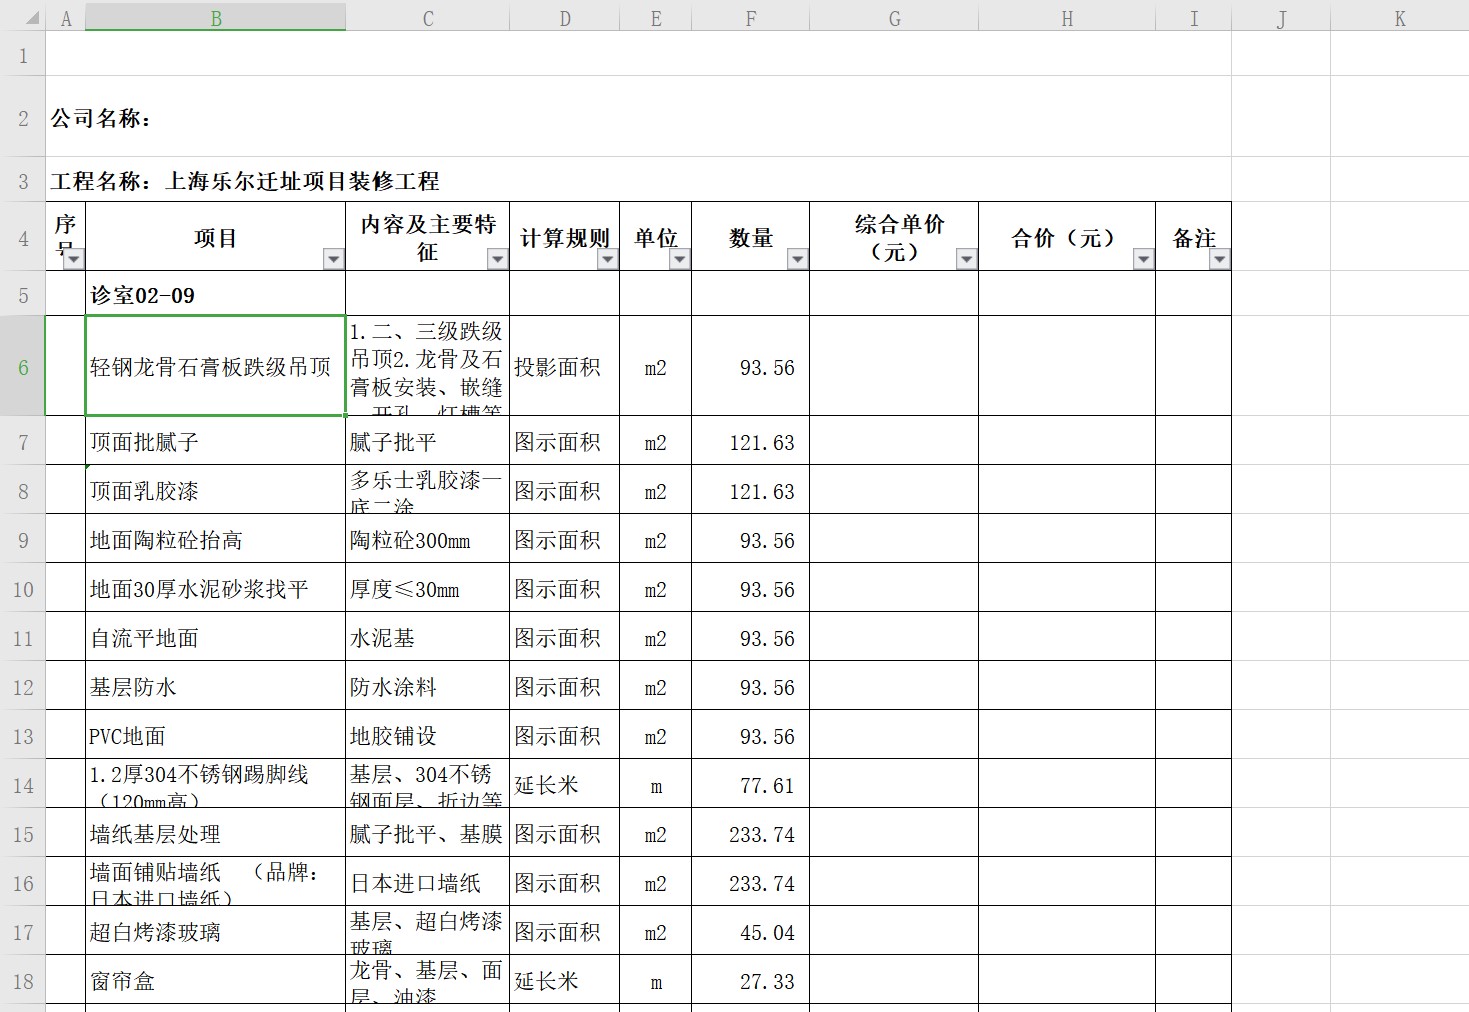 A B C D E F G H I J K
1
2 公司名称：
3 工程名称：上海乐尔迁址项目装修工程
4 序号 项目 内容及主要特征 计算规则 单位 数量 综合单价（元） 合价（元） 备注
5 诊室02-09
6 轻钢龙骨石膏板跌级吊顶 1.二、三级跌级吊顶2.龙骨及石膏板安装、嵌缝、开孔、灯槽等 投影面积 m2 93.56
7 顶面批腻子 腻子批平 图示面积 m2 121.63
8 顶面乳胶漆 多乐士乳胶漆一底二涂 图示面积 m2 121.63
9 地面陶粒砼抬高 陶粒砼300mm 图示面积 m2 93.56
10 地面30厚水泥砂浆找平 厚度≤30mm 图示面积 m2 93.56
11 自流平地面 水泥基 图示面积 m2 93.56
12 基层防水 防水涂料 图示面积 m2 93.56
13 PVC地面 地胶铺设 图示面积 m2 93.56
14 1.2厚304不锈钢踢脚线（120mm高） 基层、304不锈钢面层、折边等 延长米 m 77.61
15 墙纸基层处理 腻子批平、基膜 图示面积 m2 233.74
16 墙面铺贴墙纸 （品牌：日本进口墙纸） 日本进口墙纸 图示面积 m2 233.74
17 超白烤漆玻璃 基层、超白烤漆玻璃 图示面积 m2 45.04
18 窗帘盒 龙骨、基层、面层、油漆 延长米 m 27.33